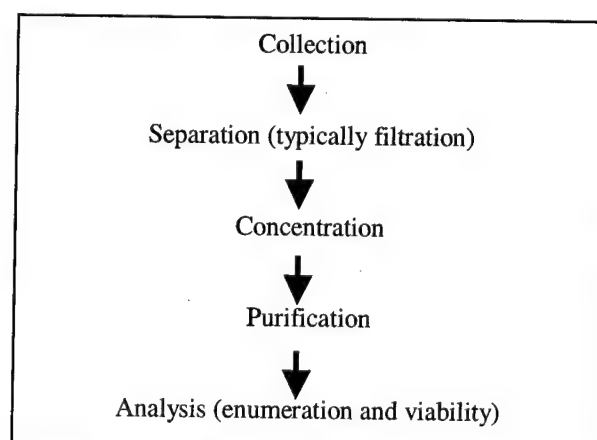 Collection
Separation (typically filtration)
Concentration
Purification
Analysis (enumeration and viability)